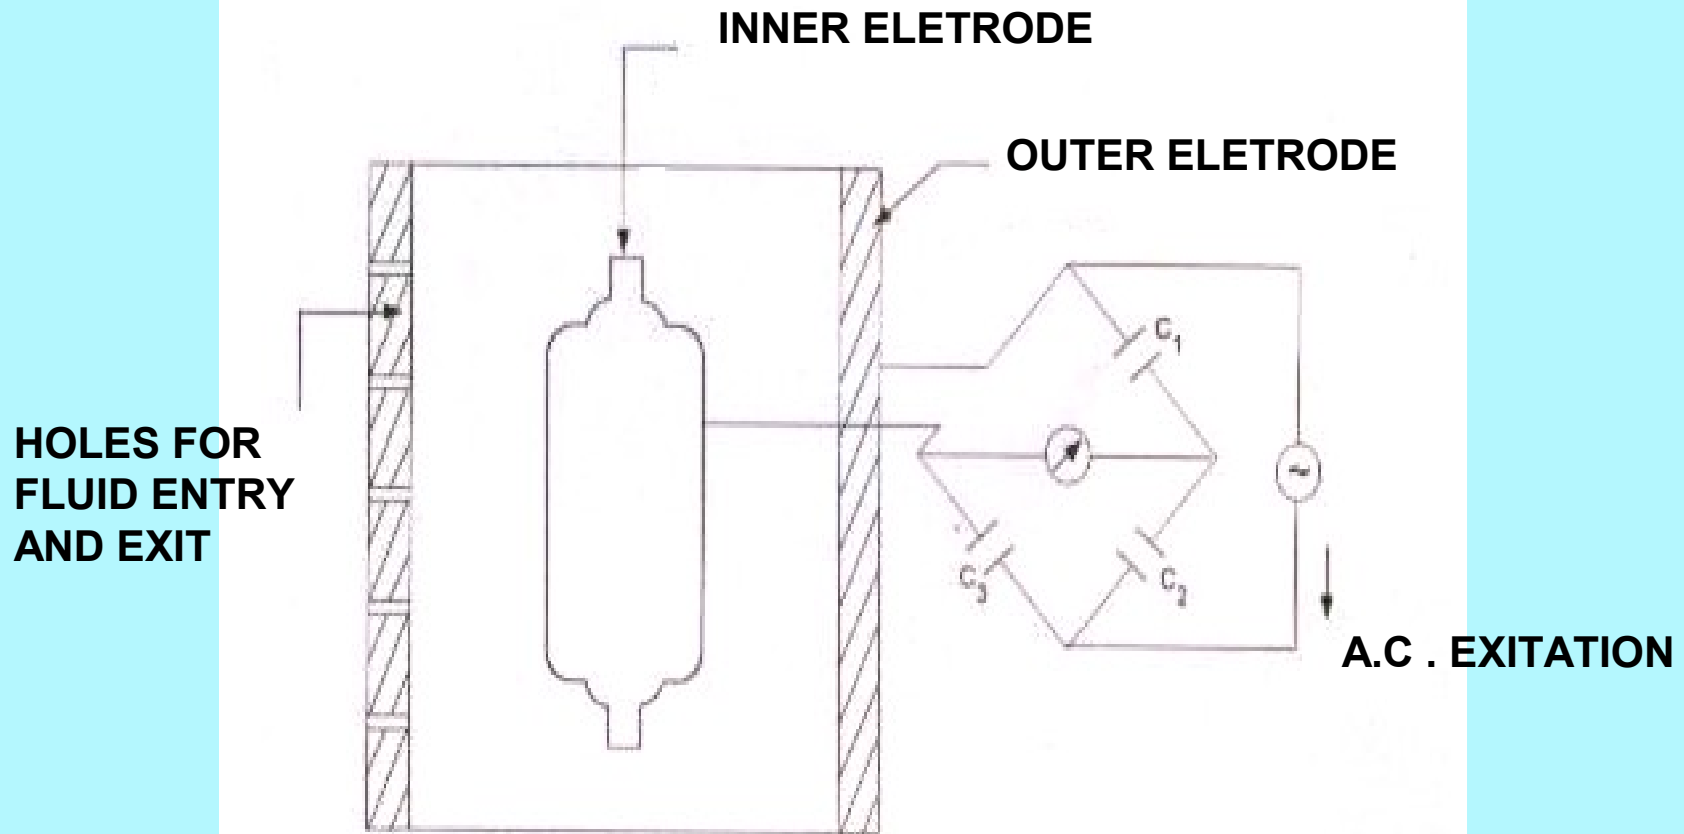 INNER ELETRODE
OUTER ELETRODE
C1
HOLES FOR
FLUID ENTRY
AND EXIT
~
C3
C2
A.C . EXITATION